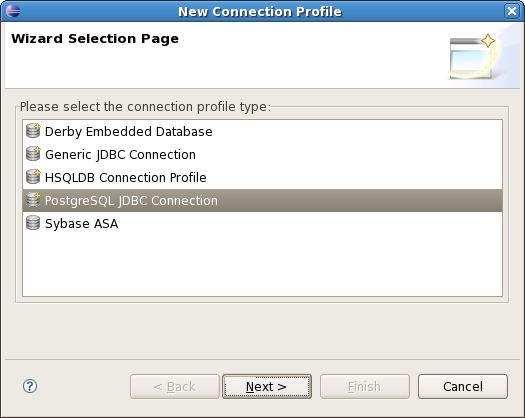 New Connection Profile
Wizard Selection Page
Please select the connection profile type:
Derby Embedded Database
Generic JDBC Connection
HSQLDB Connection Profile
PostgreSQL JDBC Connection
Sybase ASA
? < Back Next > Finish Cancel